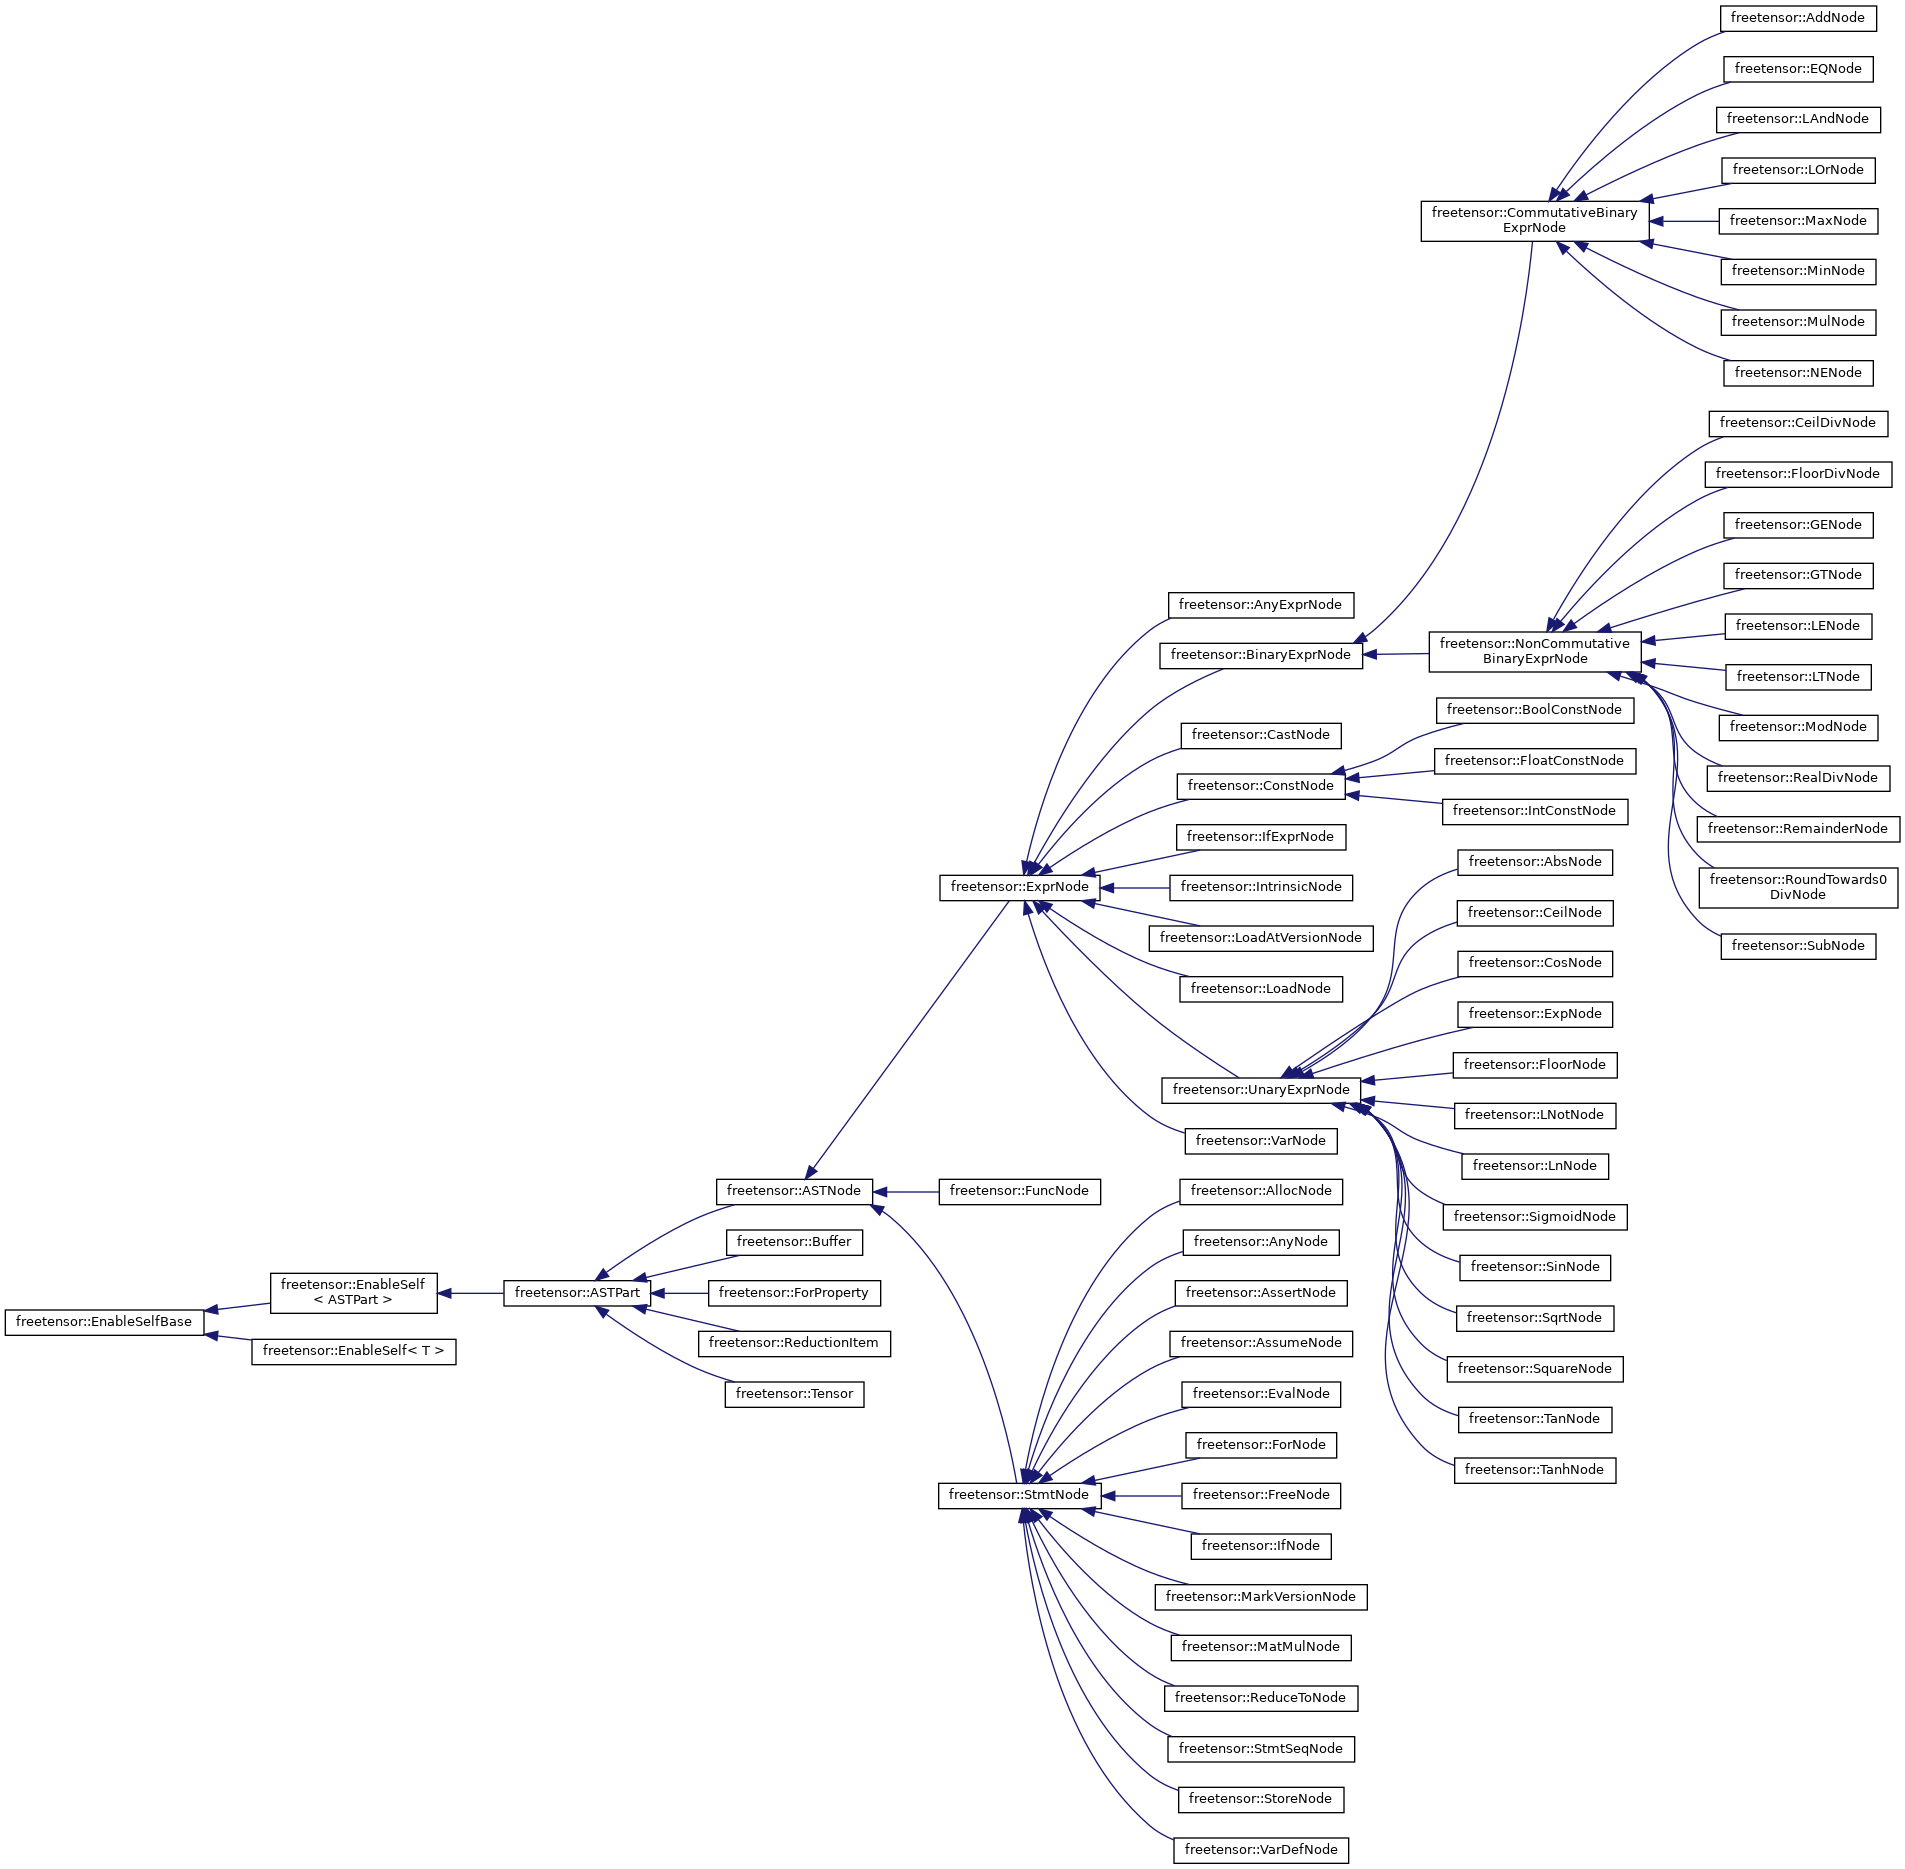 freetensor::AddNode
freetensor::EQNode
freetensor::LAndNode
freetensor::LOrNode
freetensor::CommutativeBinary
ExprNode
freetensor::MaxNode
freetensor::MinNode
freetensor::MulNode
freetensor::NENode
freetensor::CeilDivNode
freetensor::FloorDivNode
freetensor::GENode
freetensor::GTNode
freetensor::AnyExprNode
freetensor::LENode
freetensor::BinaryExprNode
freetensor::NonCommutative
BinaryExprNode
freetensor::LTNode
freetensor::BoolConstNode
freetensor::ModNode
freetensor::CastNode
freetensor::FloatConstNode
freetensor::RealDivNode
freetensor::ConstNode
freetensor::IntConstNode
freetensor::RemainderNode
freetensor::IfExprNode
freetensor::AbsNode
freetensor::RoundTowards0
DivNode
freetensor::ExprNode
freetensor::IntrinsicNode
freetensor::CeilNode
freetensor::LoadAtVersionNode
freetensor::SubNode
freetensor::CosNode
freetensor::LoadNode
freetensor::ExpNode
freetensor::FloorNode
freetensor::UnaryExprNode
freetensor::LNotNode
freetensor::VarNode
freetensor::LnNode
freetensor::ASTNode
freetensor::FuncNode
freetensor::AllocNode
freetensor::SigmoidNode
freetensor::Buffer
freetensor::AnyNode
freetensor::SinNode
freetensor::EnableSelf
< ASTPart >
freetensor::ASTPart
freetensor::ForProperty
freetensor::AssertNode
freetensor::EnableSelfBase
freetensor::SqrtNode
freetensor::ReductionItem
freetensor::AssumeNode
freetensor::EnableSelf< T >
freetensor::SquareNode
freetensor::Tensor
freetensor::EvalNode
freetensor::TanNode
freetensor::ForNode
freetensor::TanhNode
freetensor::StmtNode
freetensor::FreeNode
freetensor::IfNode
freetensor::MarkVersionNode
freetensor::MatMulNode
freetensor::ReduceToNode
freetensor::StmtSeqNode
freetensor::StoreNode
freetensor::VarDefNode